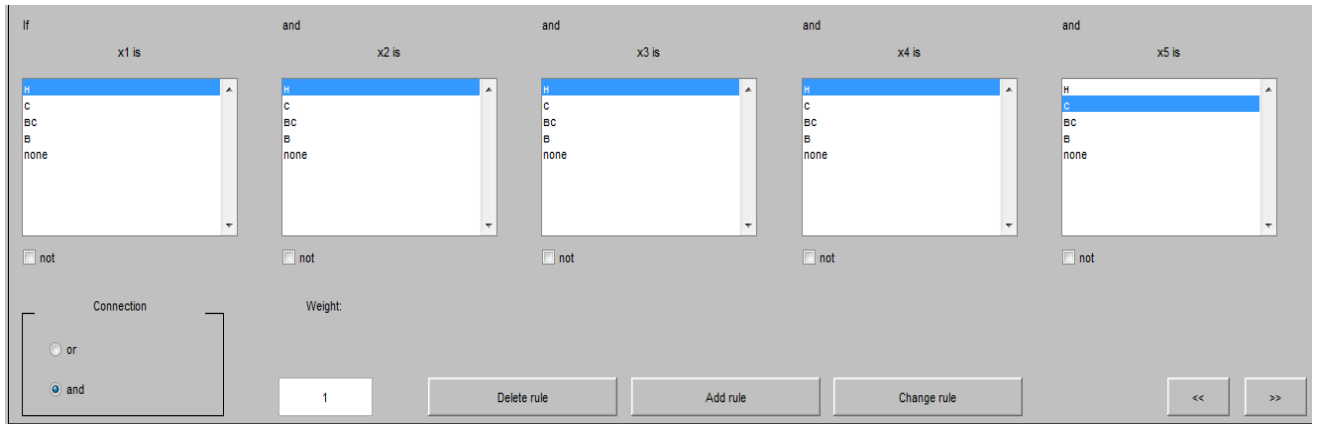 If and and and and
x1 is x2 is x3 is x4 is x5 is
H H H H H
C C C C C
BC BC BC BC BC
B B B B B
none none none none none
not not not not not
Connection Weight:
or
and 1 Delete rule Add rule Change rule << >>